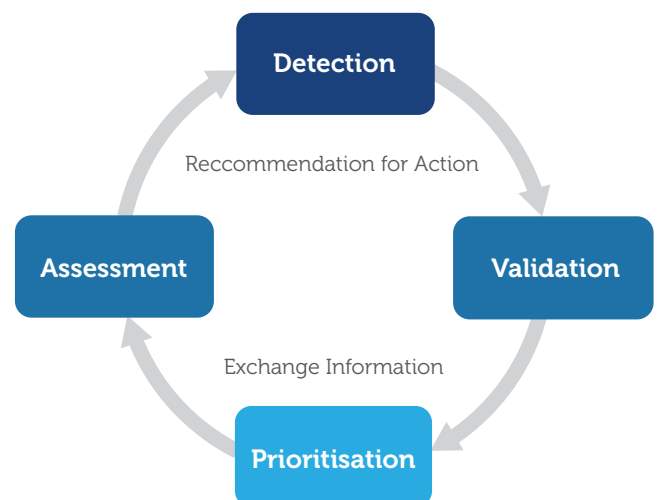 Detection
Reccommendation for Action
Assessment
Validation
Exchange Information
Prioritisation